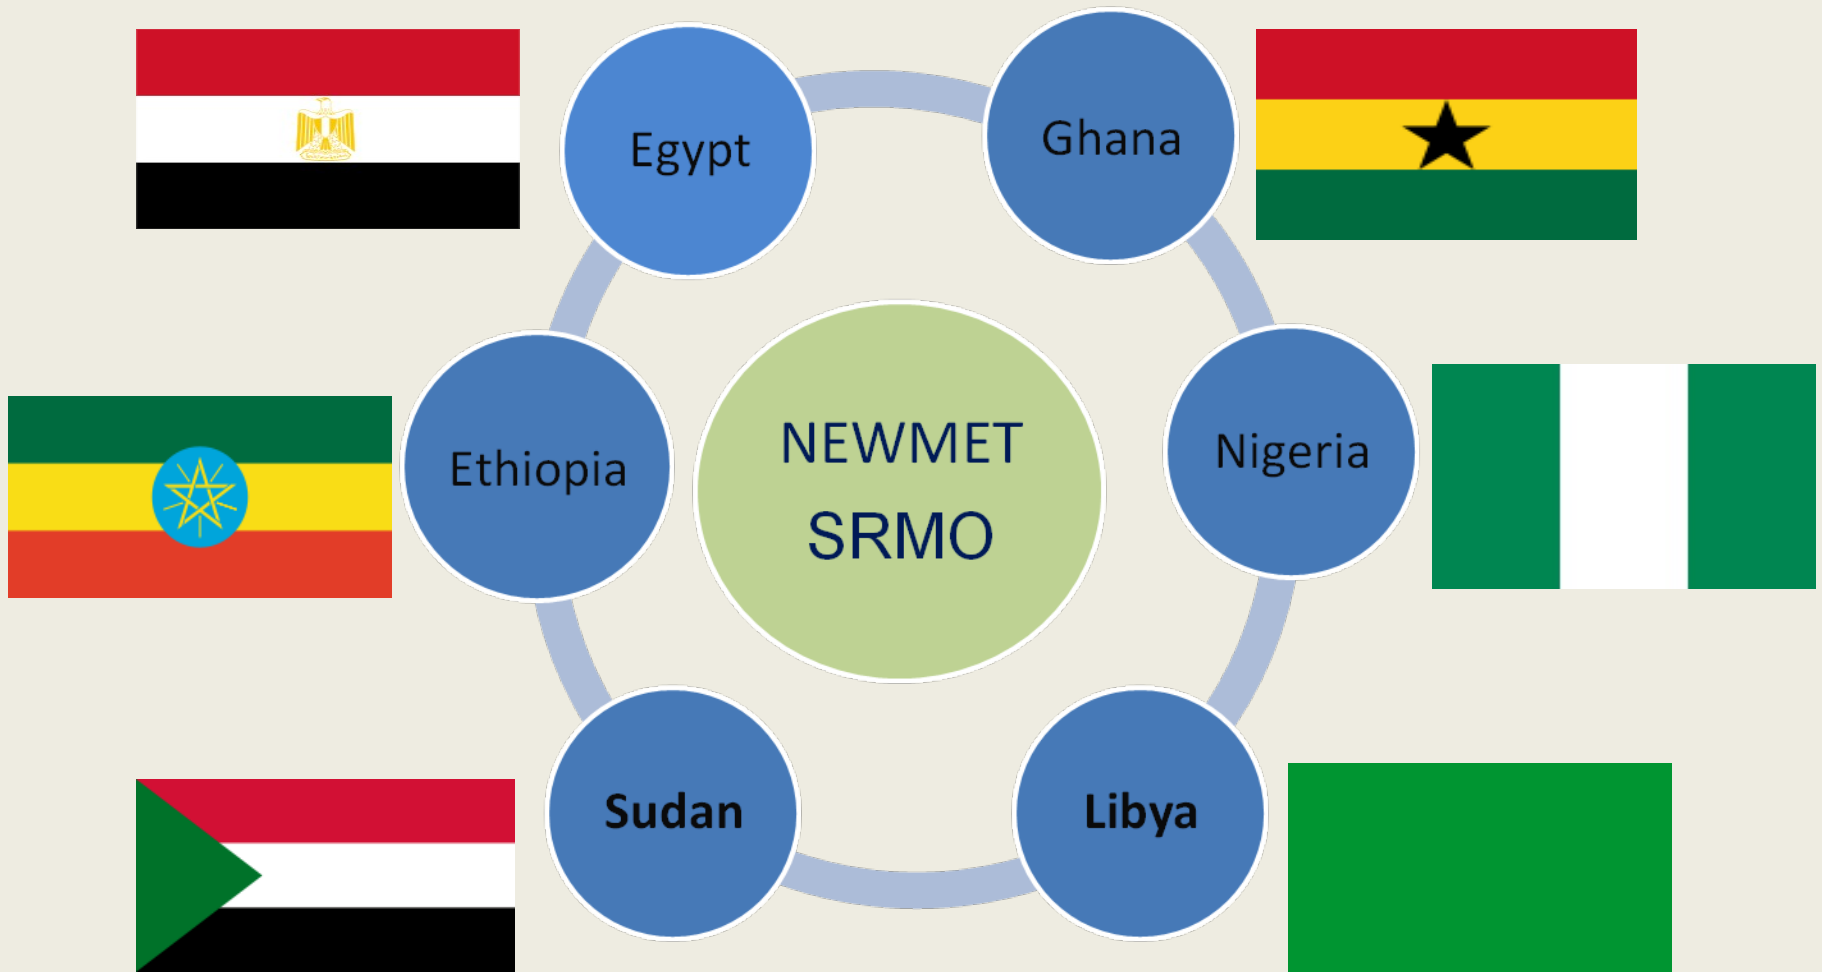 Egypt
Ghana
Ethiopia
NEWMET
SRMO
Nigeria
Sudan
Libya